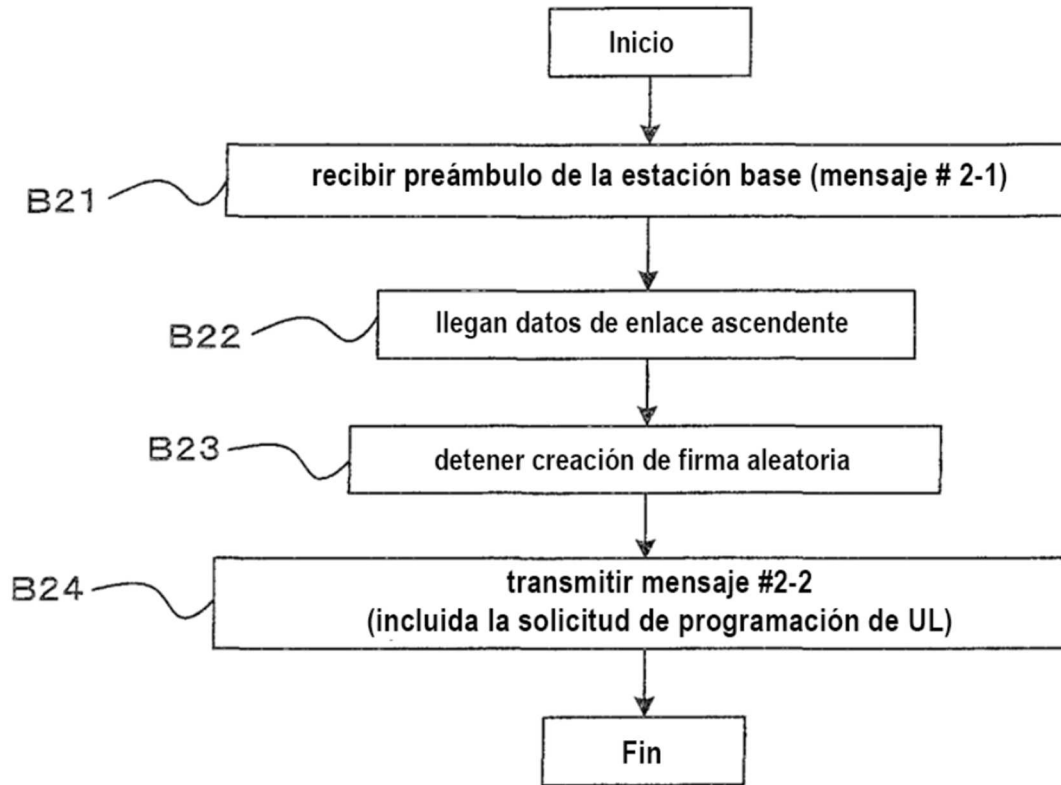 Inicio
B21
recibir preámbulo de la estación base (mensaje # 2-1)
B22
llegan datos de enlace ascendente
B23
detener creación de firma aleatoria
B24
transmitir mensaje #2-2
(incluida la solicitud de programación de UL)
Fin